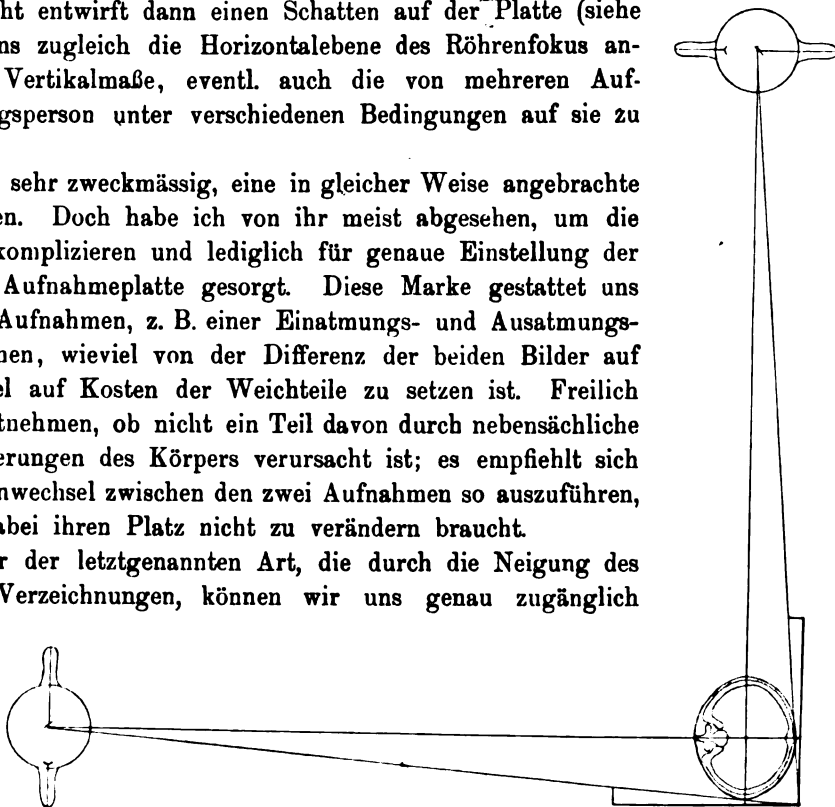 ht entwirft dann einen Schatten auf der Platte (siehe
ns zugleich die Horizontalebene des Röhrenfokus an-
Vertikalmaße, eventl. auch die von mehreren Auf-
gsperson unter verschiedenen Bedingungen auf sie zu
sehr zweckmässig, eine in gleicher Weise angebrachte
en. Doch habe ich von ihr meist abgesehen, um die
komplizieren und lediglich für genaue Einstellung der
Aufnahmeplatte gesorgt. Diese Marke gestattet uns
Aufnahmen, z. B. einer Einatmungs- und Ausatmungs-
nen, wieviel von der Differenz der beiden Bilder auf
el auf Kosten der Weichteile zu setzen ist. Freilich
tnehmen, ob nicht ein Teil davon durch nebensächliche
erungen des Körpers verursacht ist; es empfiehlt sich
nwechsel zwischen den zwei Aufnahmen so auszuführen,
abei ihren Platz nicht zu verändern braucht.
r der letztgenannten Art, die durch die Neigung des
Verzeichnungen, können wir uns genau zugänglich